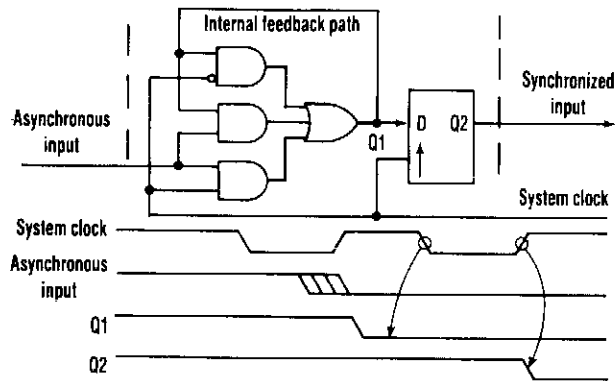 Internal feedback path
Synchronized
input
Asynchronous
input
D Q2
Q1
System clock
System clock
Asynchronous
input
Q1
Q2